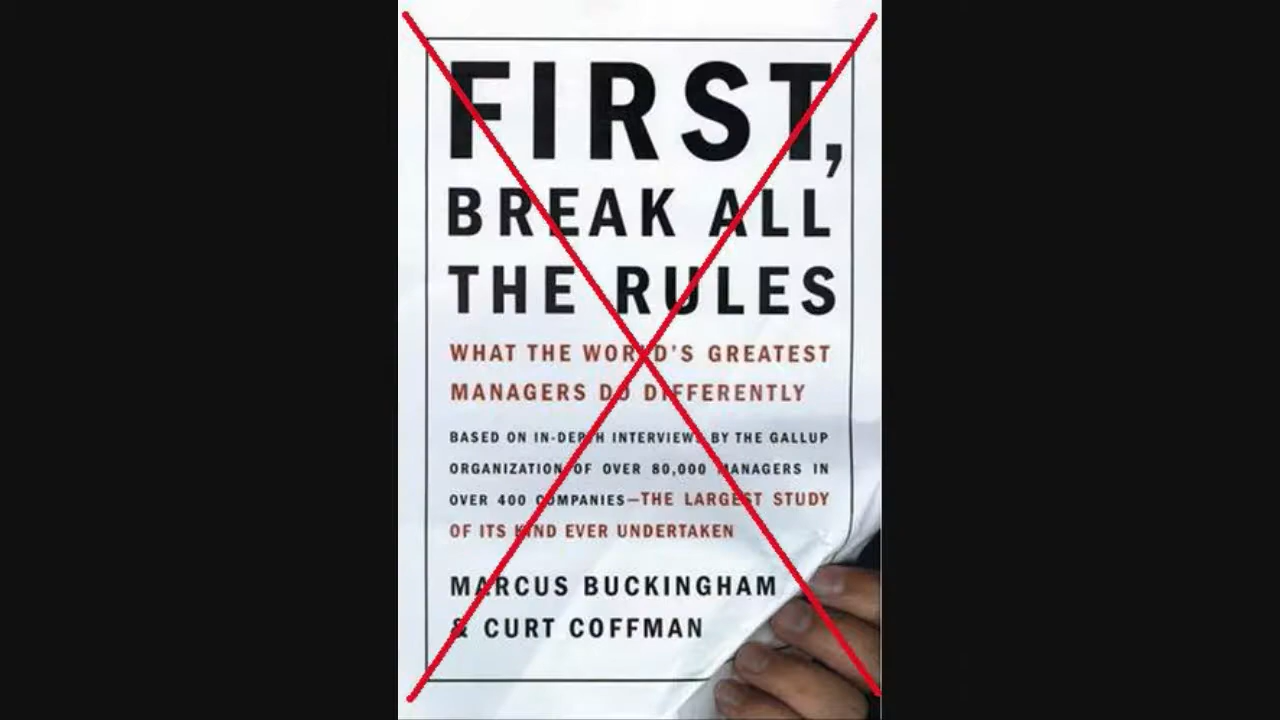 FIRST,
BREAK ALL
THE RULES
WHAT THE WORLD'S GREATEST
MANAGERS DO DIFFERENTLY
BASED ON IN-DEPTH INTERVIEWS BY THE GALLUP
ORGANIZATION OF OVER 80,000 MANAGERS IN
OVER 400 COMPANIES—THE LARGEST STUDY
OF ITS KIND EVER UNDERTAKEN
MARCUS BUCKINGHAM
& CURT COFFMAN